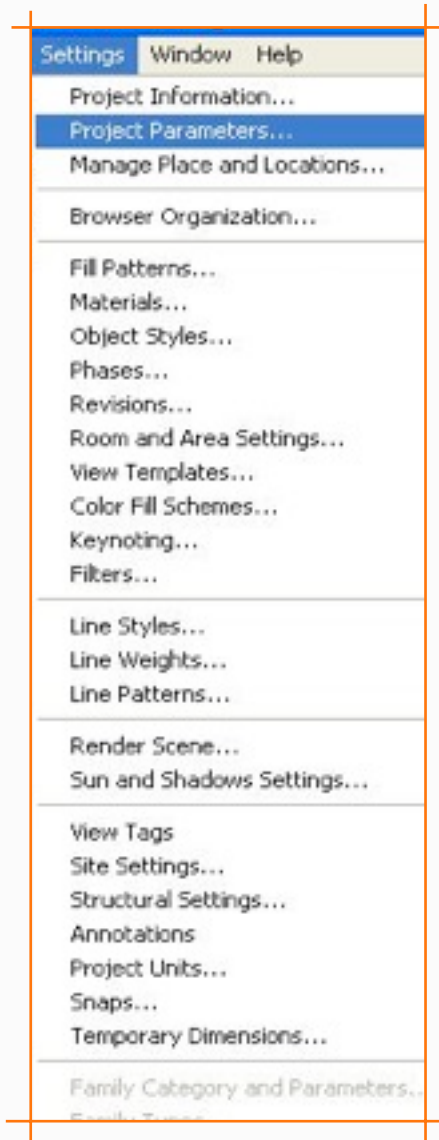 Settings Window Help
Project Information...
Project Parameters...
Manage Place and Locations...
Browser Organization...
Fill Patterns...
Materials...
Object Styles...
Phases...
Revisions...
Room and Area Settings...
View Templates...
Color Fill Schemes...
Keynoting...
Filters...
Line Styles...
Line Weights...
Line Patterns...
Render Scene...
Sun and Shadows Settings...
View Tags
Site Settings...
Structural Settings...
Annotations
Project Units...
Snaps...
Temporary Dimensions...
Family Category and Parameters..